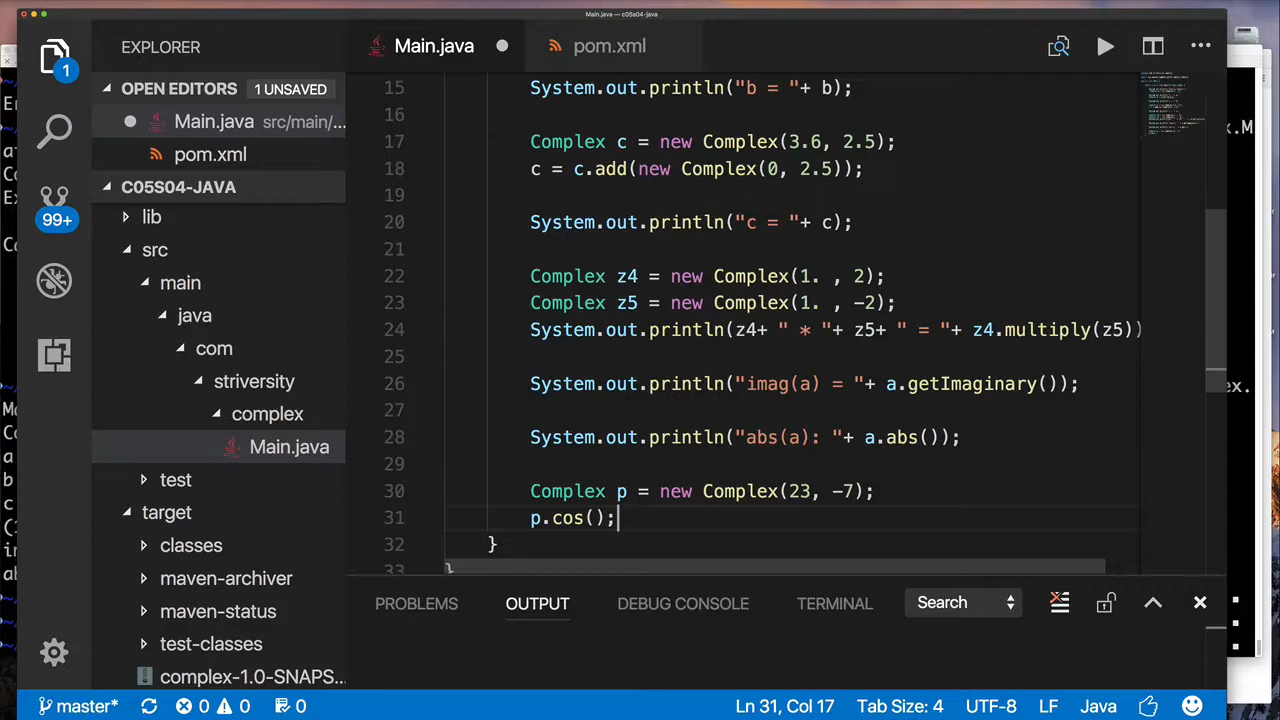 Main.java — c05s04-java
EXPLORER
Main.java
pom.xml
OPEN EDITORS 1 UNSAVED
Main.java src/main/...
pom.xml
C05S04-JAVA
lib
src
main
java
com
striversity
complex
Main.java
test
target
classes
maven-archiver
maven-status
test-classes
complex-1.0-SNAPS...
1
99+
15 System.out.println("b = "+ b);
16
17 Complex c = new Complex(3.6, 2.5);
18 c = c.add(new Complex(0, 2.5));
19
20 System.out.println("c = "+ c);
21
22 Complex z4 = new Complex(1. , 2);
23 Complex z5 = new Complex(1. , -2);
24 System.out.println(z4+ " * "+ z5+ " = "+ z4.multiply(z5))
25
26 System.out.println("imag(a) = "+ a.getImaginary());
27
28 System.out.println("abs(a): "+ a.abs());
29
30 Complex p = new Complex(23, -7);
31 p.cos();
32 }
33 }
PROBLEMS OUTPUT DEBUG CONSOLE TERMINAL Search
master* 0 0 0 Ln 31, Col 17 Tab Size: 4 UTF-8 LF Java